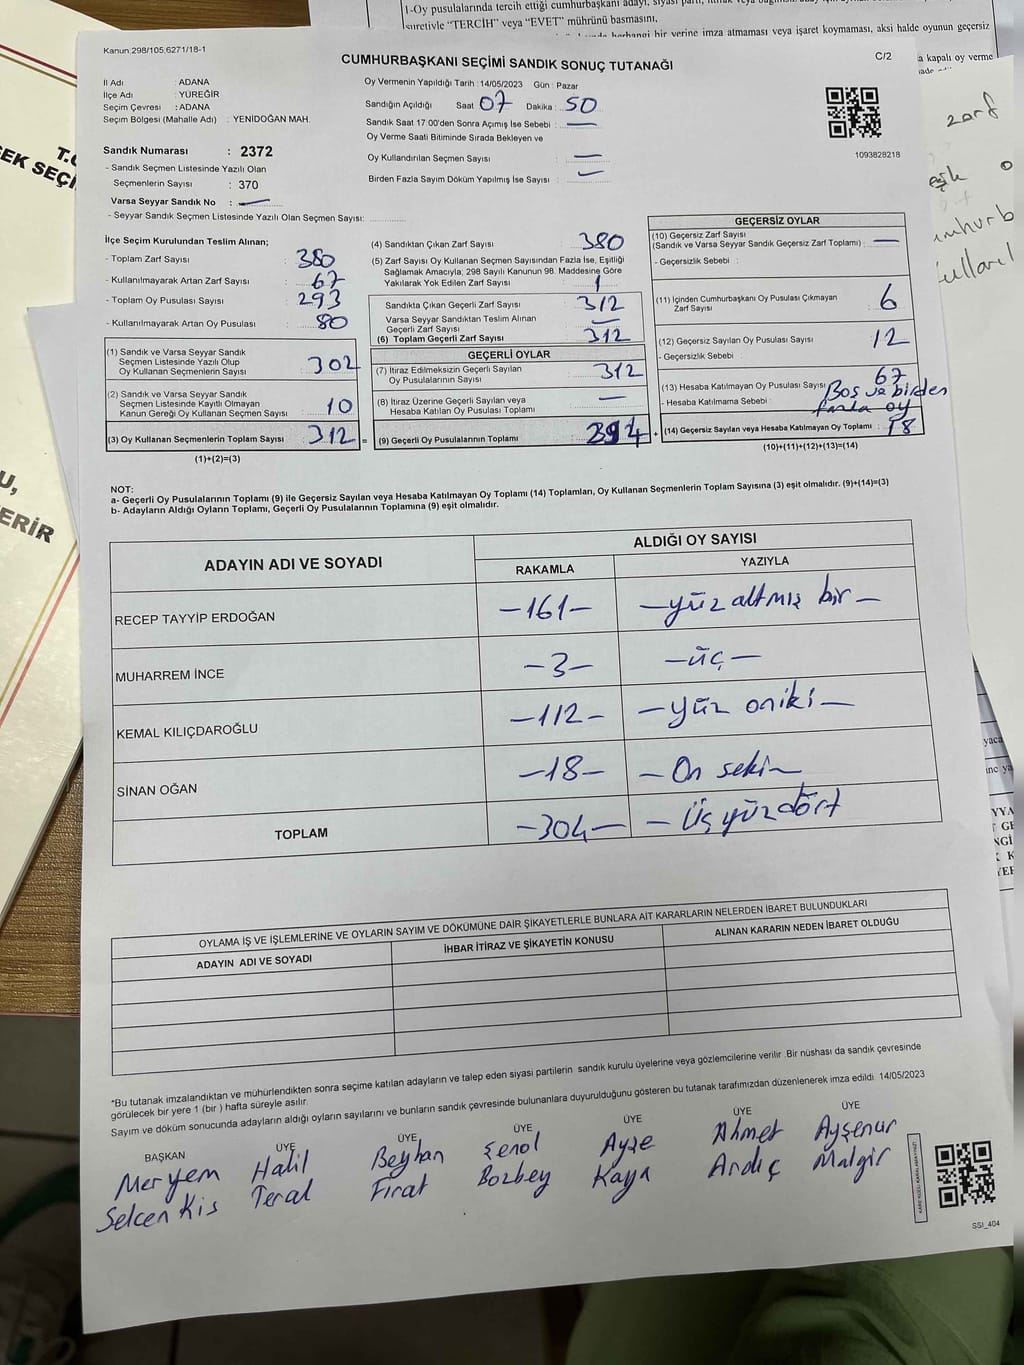 1-Oy pusulalarında tercih ettiği cumhurbaşkanı adayı, siyasi parti,
suretiyle “TERCİH” veya “EVET” mührünü basmasını,
herhangi bir yerine imza atmaması veya işaret koymaması, aksi halde oyunun geçersiz
a kapalı oy verme
Kanun 298/105,6271/18-1
C/2
CUMHURBAŞKANI SEÇİMİ SANDIK SONUÇ TUTANAĞI
İl Adı : ADANA
İlçe Adı : YÜREĞİR
Seçim Çevresi : ADANA
Seçim Bölgesi (Mahalle Adı) : YENİDOĞAN MAH.
Oy Vermenin Yapıldığı Tarih : 14/05/2023 Gün : Pazar
Sandığın Açıldığı Saat 07 Dakika : 50
Sandık Saat 17:00'den Sonra Açımış İse Sebebi : —
Oy Verme Saati Bitiminde Sırada Bekleyen ve
Oy Kullandırılan Seçmen Sayısı : —
Birden Fazla Sayım Döküm Yapılmış İse Sayısı : —
1093828218
Sandık Numarası : 2372
- Sandık Seçmen Listesinde Yazılı Olan
Seçmenlerin Sayısı : 370
Varsa Seyyar Sandık No : —
- Seyyar Sandık Seçmen Listesinde Yazılı Olan Seçmen Sayısı:
İlçe Seçim Kurulundan Teslim Alınan;
- Toplam Zarf Sayısı : 380
- Kullanılmayarak Artan Zarf Sayısı : 67
- Toplam Oy Pusulası Sayısı : 293
- Kullanılmayarak Artan Oy Pusulası : 80
(1) Sandık ve Varsa Seyyar Sandık
Seçmen Listesinde Yazılı Olup
Oy Kullanan Seçmenlerin Sayısı : 302
(2) Sandık ve Varsa Seyyar Sandık
Seçmen Listesinde Kayıtlı Olmayan
Kanun Gereği Oy Kullanan Seçmen Sayısı : 10
(3) Oy Kullanan Seçmenlerin Toplam Sayısı : 312 =
(1)+(2)=(3)
(4) Sandıktan Çıkan Zarf Sayısı : 380
(5) Zarf Sayısı Oy Kullanan Seçmen Sayısından Fazla İse, Eşitliği
Sağlamak Amacıyla, 298 Sayılı Kanunun 98. Maddesine Göre
Yakılarak Yok Edilen Zarf Sayısı : 1
Sandıkta Çıkan Geçerli Zarf Sayısı : 312
Varsa Seyyar Sandıktan Teslim Alınan
Geçerli Zarf Sayısı : —
(6) Toplam Geçerli Zarf Sayısı : 312
GEÇERLİ OYLAR
(7) İtiraz Edilmeksizin Geçerli Sayılan
Oy Pusulalarının Sayısı : 312
(8) İtiraz Üzerine Geçerli Sayılan veya
Hesaba Katılan Oy Pusulası Toplamı : —
(9) Geçerli Oy Pusulalarının Toplamı : +
GEÇERSİZ OYLAR
(10) Geçersiz Zarf Sayısı
(Sandık ve Varsa Seyyar Sandık Geçersiz Zarf Toplamı) : —
- Geçersizlik Sebebi :
(11) İçinden Cumhurbaşkanı Oy Pusulası Çıkmayan
Zarf Sayısı : 6
(12) Geçersiz Sayılan Oy Pusulası Sayısı : 12
- Geçersizlik Sebebi :
(13) Hesaba Katılmayan Oy Pusulası Sayısı : 67
- Hesaba Katılmama Sebebi : Boş ve birden
fazla oy
(14) Geçersiz Sayılan veya Hesaba Katılmayan Oy Toplamı : 18
(10)+(11)+(12)+(13)=(14)
NOT:
a- Geçerli Oy Pusulalarının Toplamı (9) ile Geçersiz Sayılan veya Hesaba Katılmayan Oy Toplamı (14) Toplamları, Oy Kullanan Seçmenlerin Toplam Sayısına (3) eşit olmalıdır. (9)+(14)=(3)
b- Adayların Aldığı Oyların Toplamı, Geçerli Oy Pusulalarının Toplamına (9) eşit olmalıdır.
ADAYIN ADI VE SOYADI ALDIĞI OY SAYISI
RAKAMLA YAZIYLA
RECEP TAYYİP ERDOĞAN —161— —yüz altmış bir—
MUHARREM İNCE —3— —üç—
KEMAL KILIÇDAROĞLU —112— —yüz oniki—
SİNAN OĞAN —18— —On seki—
TOPLAM —304— —Üçyüzdört
OYLAMA İŞ VE İŞLEMLERİNE VE OYLARIN SAYIM VE DÖKÜMÜNE DAİR ŞİKAYETLERLE BUNLARA AİT KARARLARIN NELERDEN İBARET BULUNDUKLARI
ADAYIN ADI VE SOYADI İHBAR İTİRAZ VE ŞİKAYETİN KONUSU ALINAN KARARIN NEDEN İBARET OLDUĞU
*Bu tutanak imzalandıktan ve mühürlendikten sonra seçime katılan adayların ve talep eden siyasi partilerin sandık kurulu üyelerine veya gözlemcilerine verilir .Bir nüshası da sandık çevresinde
görülecek bir yere 1 (bir ) hafta süreyle asılır.
Sayım ve döküm sonucunda adayların aldığı oyların sayılarını ve bunların sandık çevresinde bulunanlara duyurulduğunu gösteren bu tutanak tarafımızdan düzenlenerek imza edildi. 14/05/2023
BAŞKAN ÜYE ÜYE ÜYE ÜYE ÜYE ÜYE
Meryem Halil Beyhan Şenol Ayşe Ahmet Ayşenur
Selcen Kis Teral Fırat Bozbey Kaya Ardıç Malgir
SSI_404
zarf